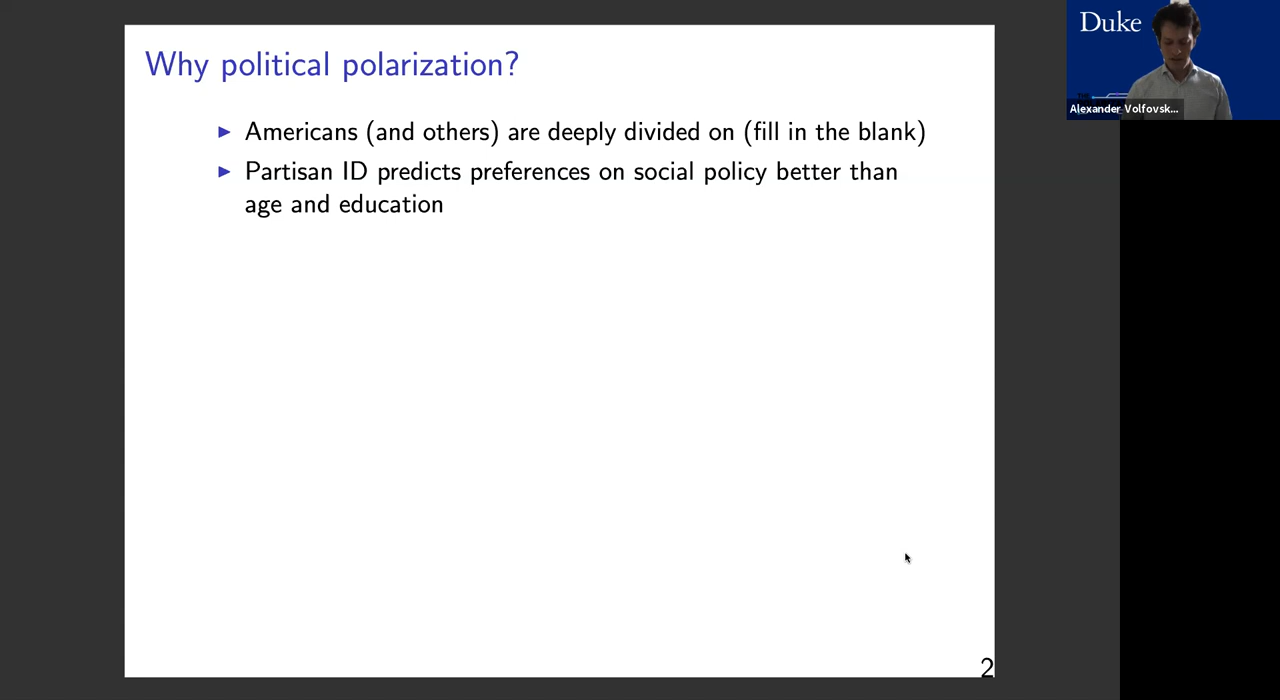 Why political polarization?
▶ Americans (and others) are deeply divided on (fill in the blank)
▶ Partisan ID predicts preferences on social policy better than
age and education
2
Duke
Alexander Volfovsk...